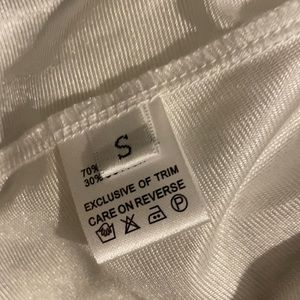 S
70%
30%
EXCLUSIVE OF TRIM
CARE ON REVERSE
P